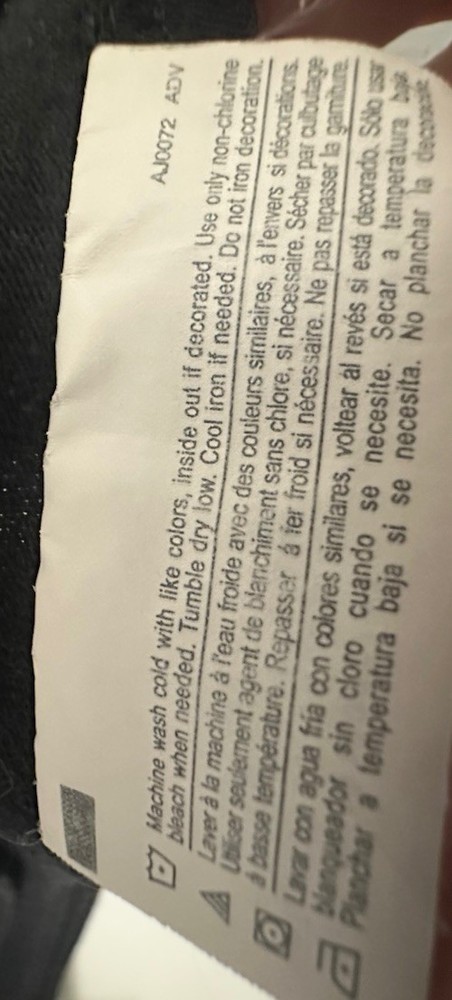 AJ0072 ADV
Machine wash cold with like colors, inside out if decorated. Use only non-chlorine
bleach when needed. Tumble dry low. Cool iron if needed. Do not iron decoration.
Laver á la machine á l'eau froide avec des couleurs similaires, à l'envers si décorations.
Utiliser seulement agent de blanchiment sans chlore, si nécessaire. Sécher par culbutage
á basse température. Repasser á fer froid si nécessaire. Ne pas repasser la garniture.
Lavar con agua fría con colores similares, voltear al revés si está decorado. Sólo usar
blanqueador sin cloro cuando se necesite. Secar a temperatura baja.
Planchar a temperatura baja si se necesita. No planchar la decoración.